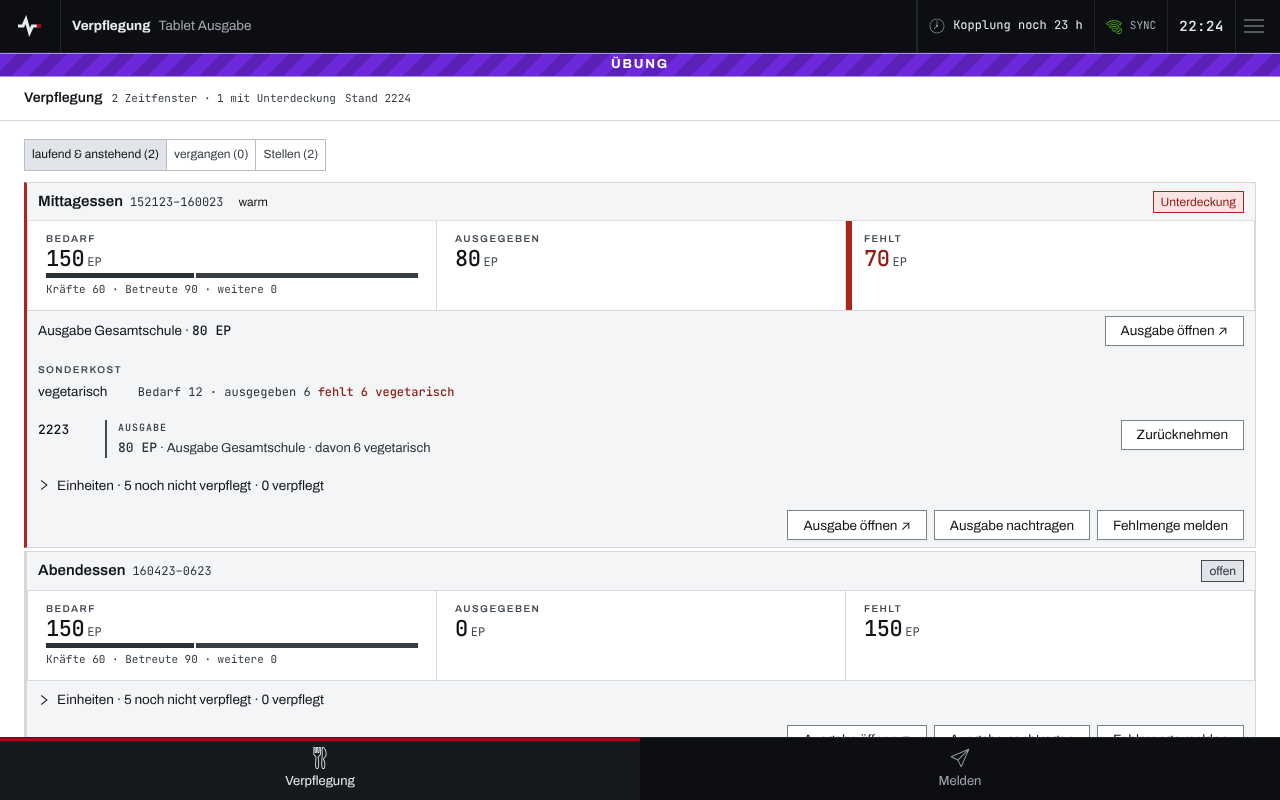 Verpflegung Tablet Ausgabe
Kopplung noch 23 h
SYNC
22:24
ÜBUNG
Verpflegung 2 Zeitfenster · 1 mit Unterdeckung Stand 2224
laufend & anstehend (2) vergangen (0) Stellen (2)
Mittagessen 152123–160023 warm
Unterdeckung
BEDARF
150 EP
Kräfte 60 · Betreute 90 · weitere 0
AUSGEGEBEN
80 EP
FEHLT
70 EP
Ausgabe Gesamtschule · 80 EP
Ausgabe öffnen ↗
SONDERKOST
vegetarisch Bedarf 12 · ausgegeben 6 fehlt 6 vegetarisch
2223
AUSGABE
80 EP · Ausgabe Gesamtschule · davon 6 vegetarisch
Zurücknehmen
Einheiten · 5 noch nicht verpflegt · 0 verpflegt
Ausgabe öffnen ↗ Ausgabe nachtragen Fehlmenge melden
Abendessen 160423–0623
offen
BEDARF
150 EP
Kräfte 60 · Betreute 90 · weitere 0
AUSGEGEBEN
0 EP
FEHLT
150 EP
Einheiten · 5 noch nicht verpflegt · 0 verpflegt
Verpflegung
Melden